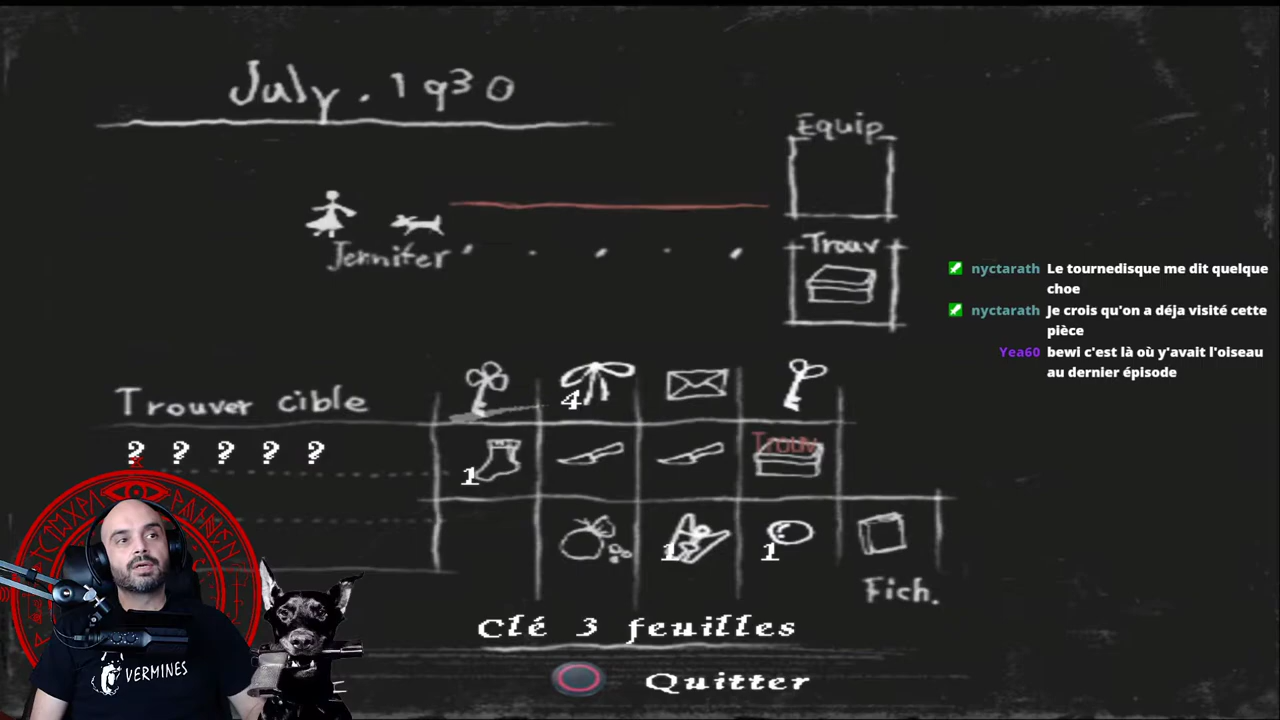 July. 1930
Equip
Jennifer
Trouv
nyctarath Le tournedisque me dit quelque
choe
nyctarath Je crois qu'on a déja visité cette
pièce
Yea60 bewi c'est là où y'avait l'oiseau
au dernier épisode
Trouver cible
4
? ? ? ? ?
1
Trouv
1
1
Fich.
VERMINES
Clé 3 feuilles
Quitter